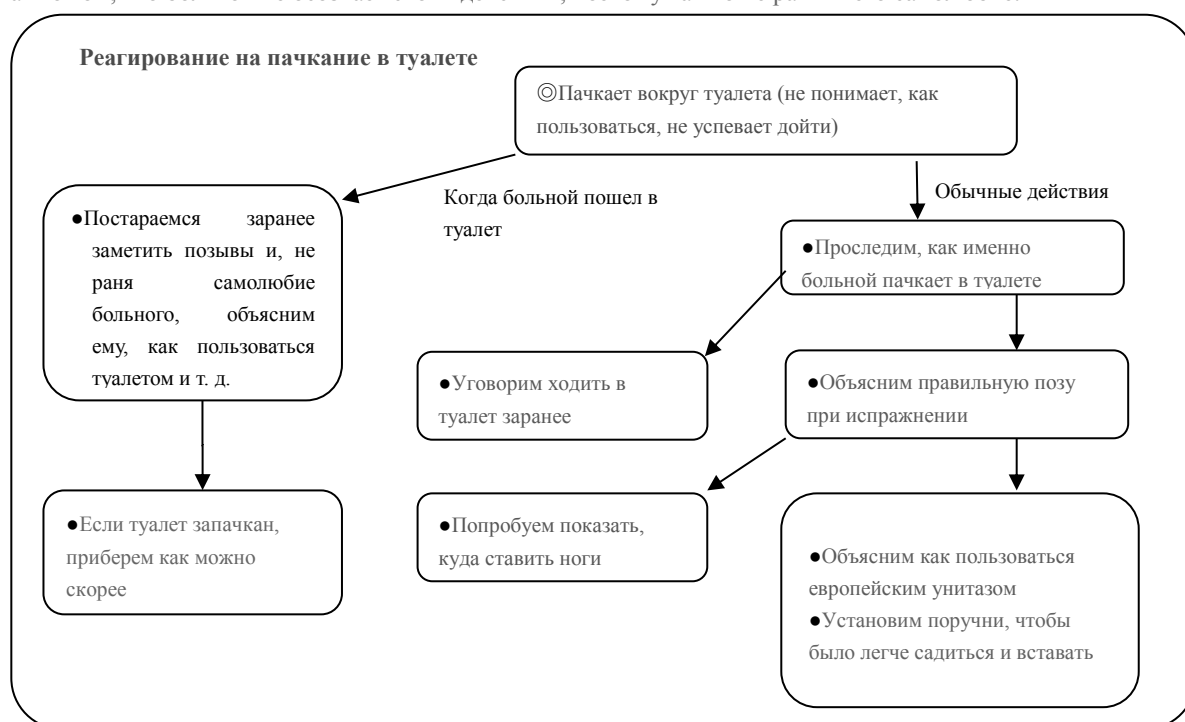 Реагирование на пачкание в туалете
◎Пачкает вокруг туалета (не понимает, как
пользоваться, не успевает дойти)
Когда больной пошел в
туалет
Обычные действия
●Постараемся заранее
заметить позывы и, не
раня самолюбие
больного, объясним
ему, как пользоваться
туалетом и т. д.
●Проследим, как именно
больной пачкает в туалете
●Уговорим ходить в
туалет заранее
●Объясним правильную позу
при испражнении
●Если туалет запачкан,
приберем как можно
скорее
●Попробуем показать,
куда ставить ноги
●Объясним как пользоваться
европейским унитазом
●Установим поручни, чтобы
было легче садиться и вставать